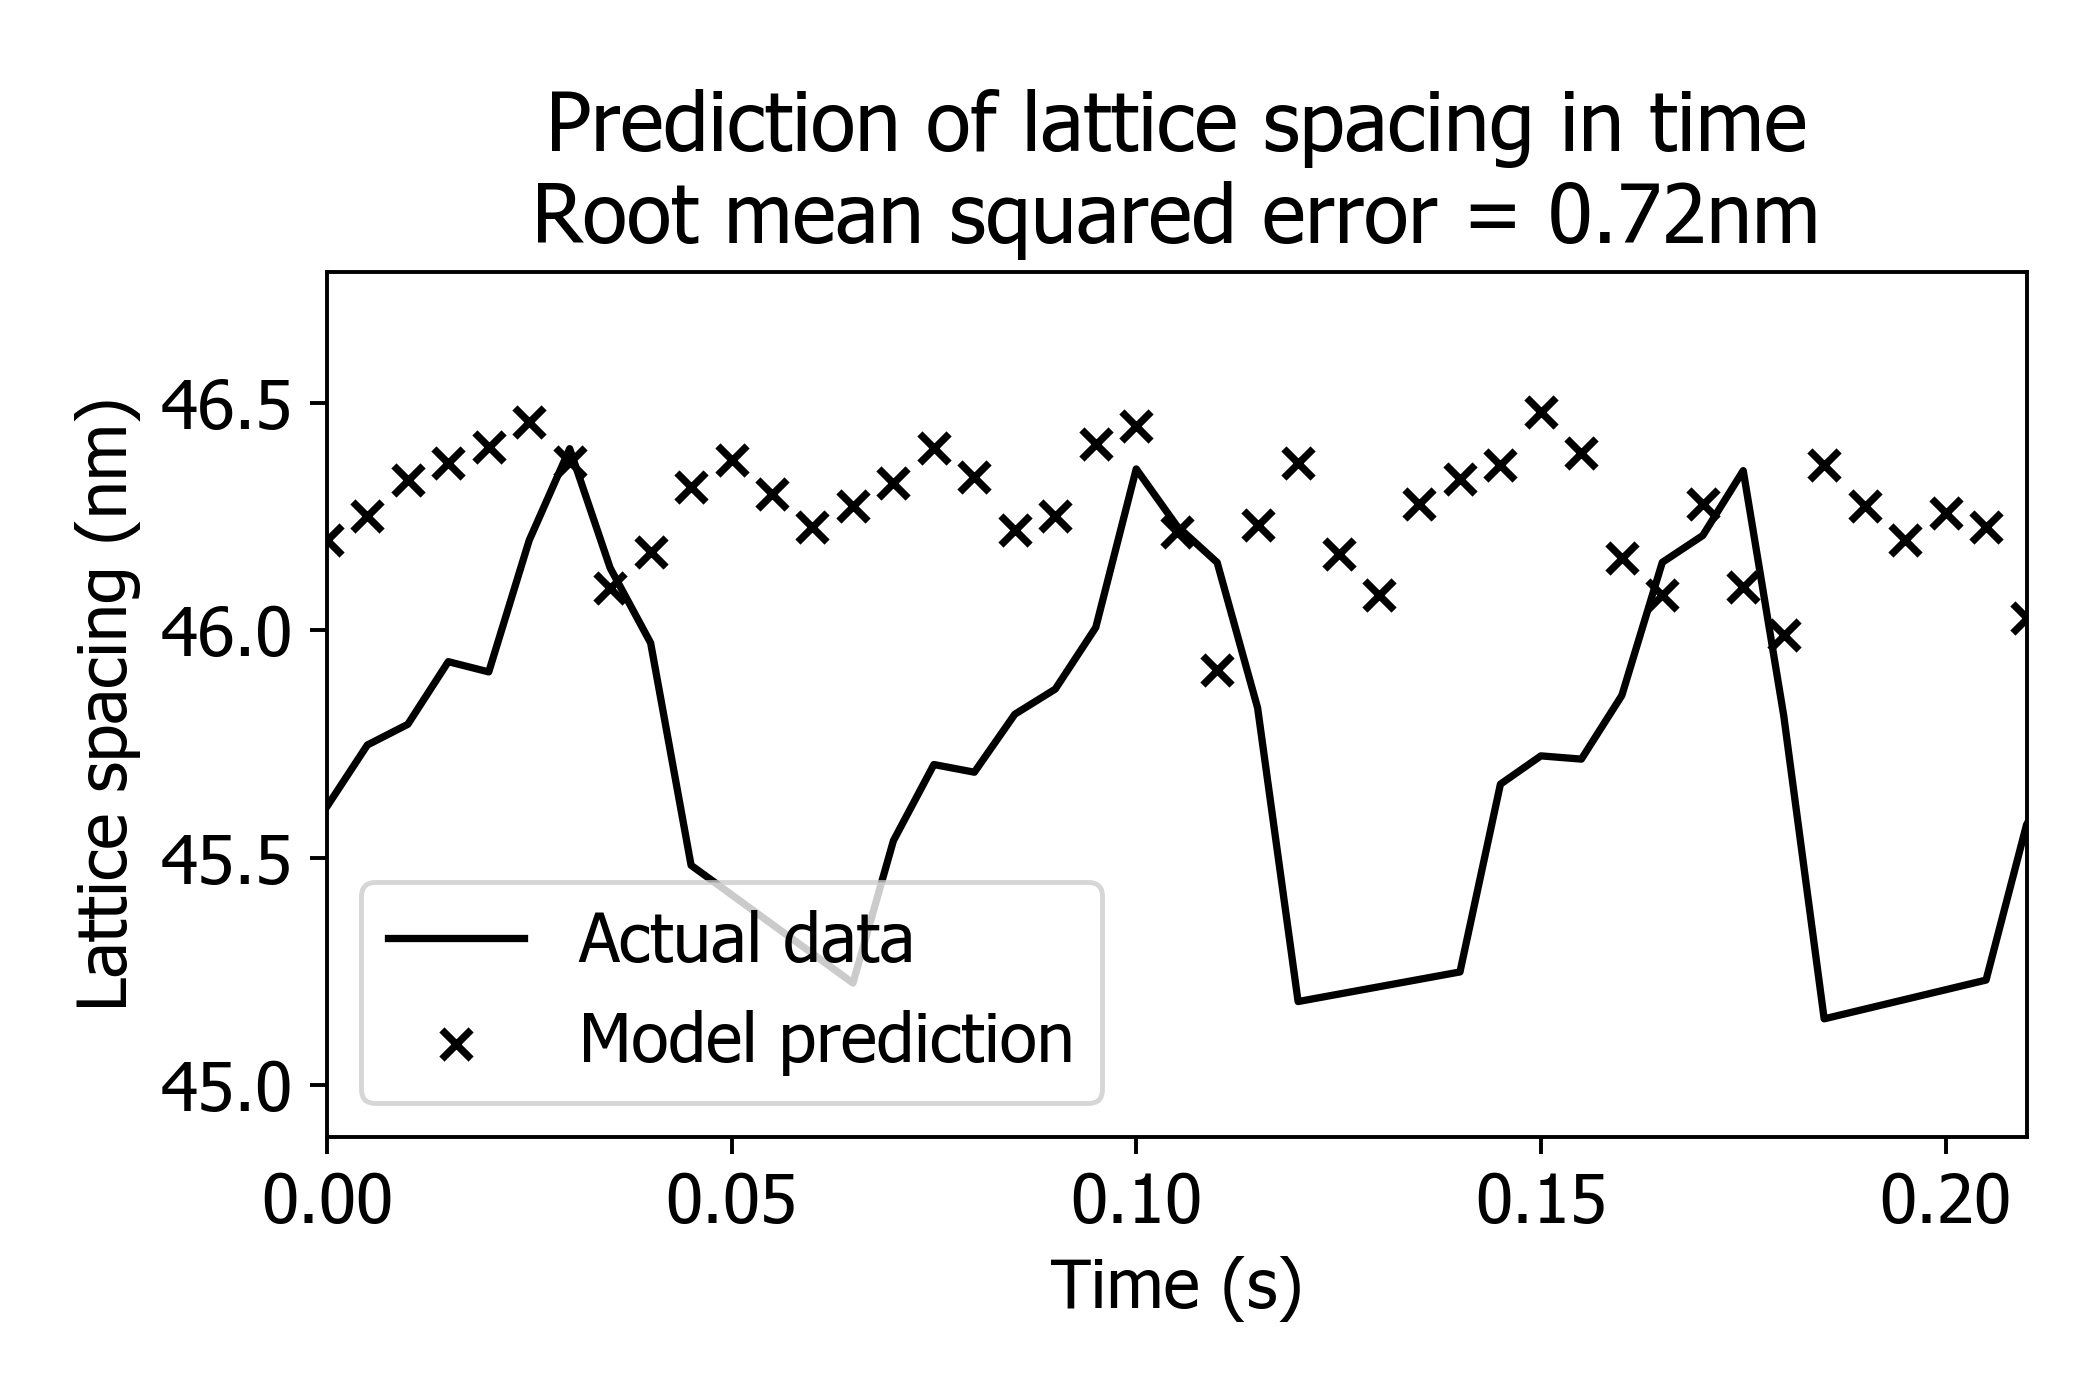 Prediction of lattice spacing in time
Root mean squared error = 0.72nm
Lattice spacing (nm)
46.5
46.0
45.5
45.0
Actual data
Model prediction
0.00 0.05 0.10 0.15 0.20
Time (s)